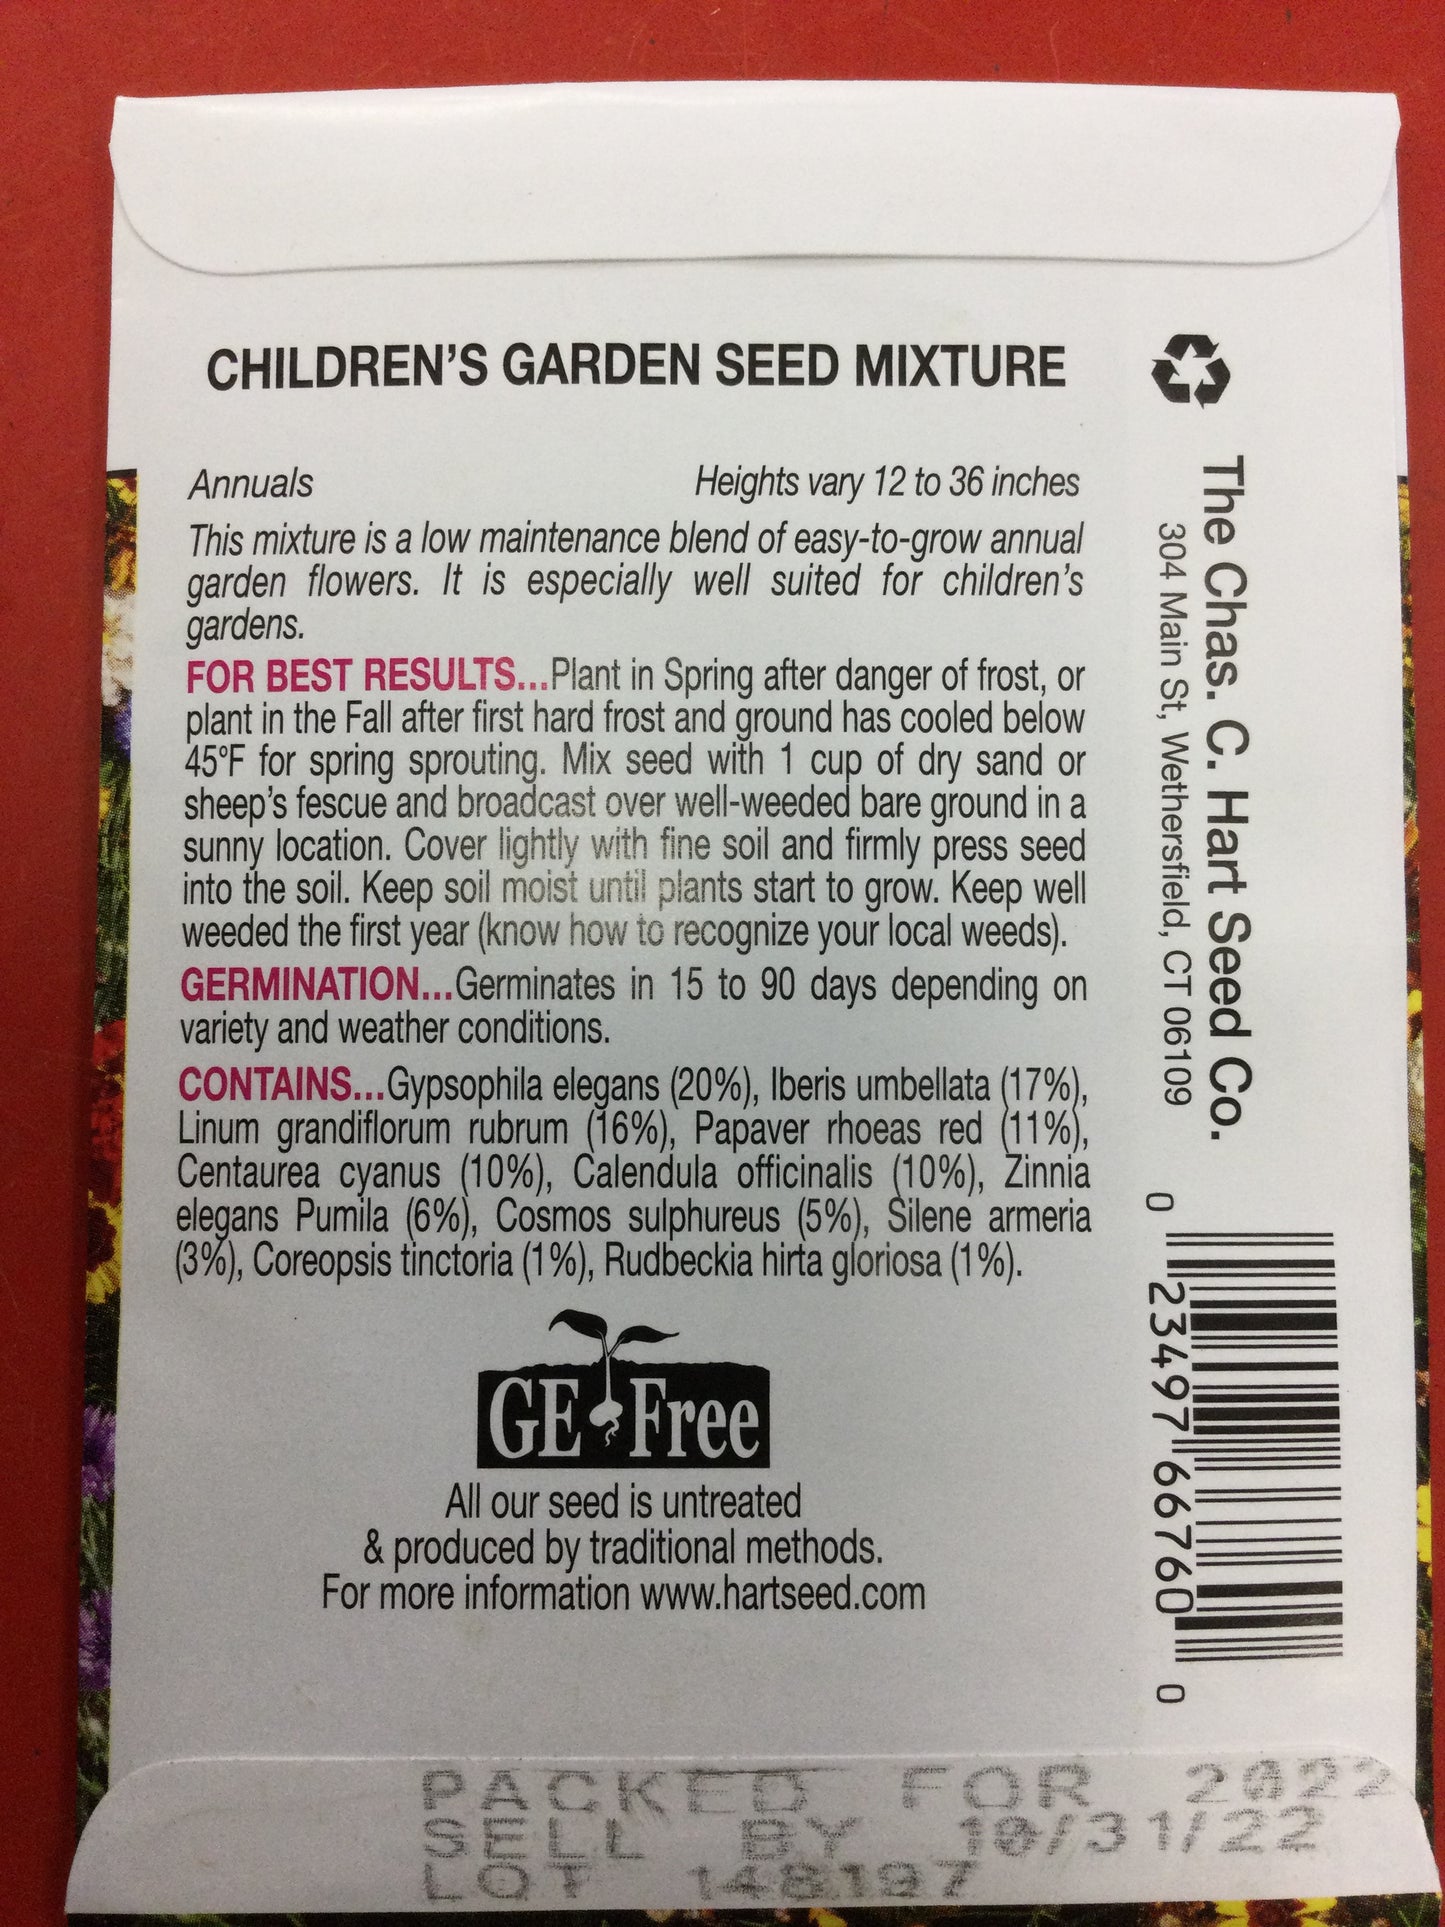 CHILDREN'S GARDEN SEED MIXTURE
Annuals Heights vary 12 to 36 inches
This mixture is a low maintenance blend of easy-to-grow annual
garden flowers. It is especially well suited for children's
gardens.
FOR BEST RESULTS...Plant in Spring after danger of frost, or
plant in the Fall after first hard frost and ground has cooled below
45°F for spring sprouting. Mix seed with 1 cup of dry sand or
sheep's fescue and broadcast over well-weeded bare ground in a
sunny location. Cover lightly with fine soil and firmly press seed
into the soil. Keep soil moist until plants start to grow. Keep well
weeded the first year (know how to recognize your local weeds).
GERMINATION...Germinates in 15 to 90 days depending on
variety and weather conditions.
CONTAINS...Gypsophila elegans (20%), Iberis umbellata (17%),
Linum grandiflorum rubrum (16%), Papaver rhoeas red (11%),
Centaurea cyanus (10%), Calendula officinalis (10%), Zinnia
elegans Pumila (6%), Cosmos sulphureus (5%), Silene armeria
(3%), Coreopsis tinctoria (1%), Rudbeckia hirta gloriosa (1%).
GE Free
All our seed is untreated
& produced by traditional methods.
For more information www.hartseed.com
The Chas. C. Hart Seed Co.
304 Main St, Wethersfield, CT 06109
0 23497 66760 0
PACKED FOR 2022
SELL BY 10/31/22
LOT 148197